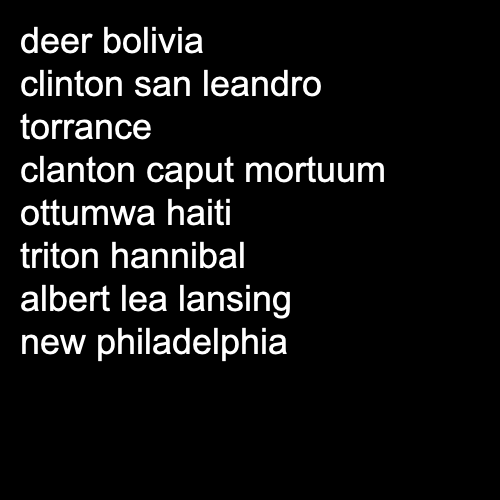 deer bolivia
clinton san leandro
torrance
clanton caput mortuum
ottumwa haiti
triton hannibal
albert lea lansing
new philadelphia